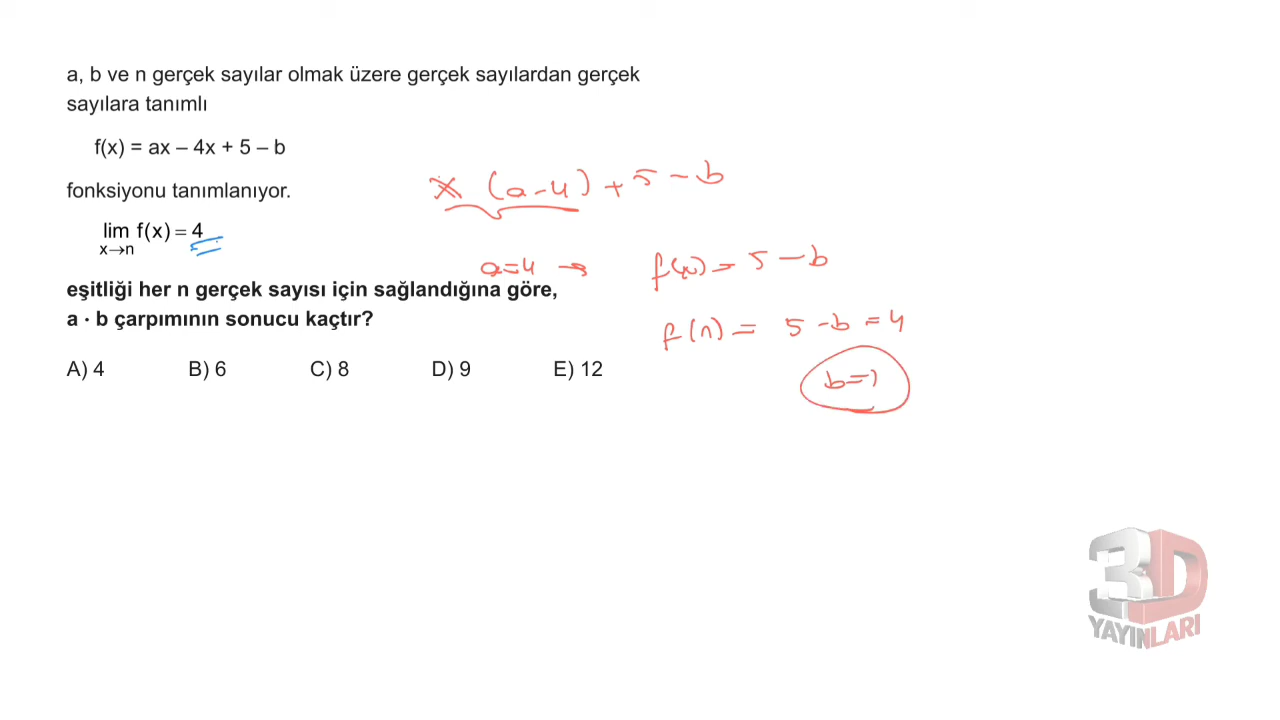 a, b ve n gerçek sayılar olmak üzere gerçek sayılardan gerçek
sayılara tanımlı
f(x) = ax – 4x + 5 – b
fonksiyonu tanımlanıyor.
lim f(x) = 4
x→n
eşitliği her n gerçek sayısı için sağlandığına göre,
a · b çarpımının sonucu kaçtır?
A) 4 B) 6 C) 8 D) 9 E) 12
x (a-4) + 5 - b
a=4 → f(x) = 5 - b
f(n) = 5 - b = 4
b=1
3D
YAYINLARI